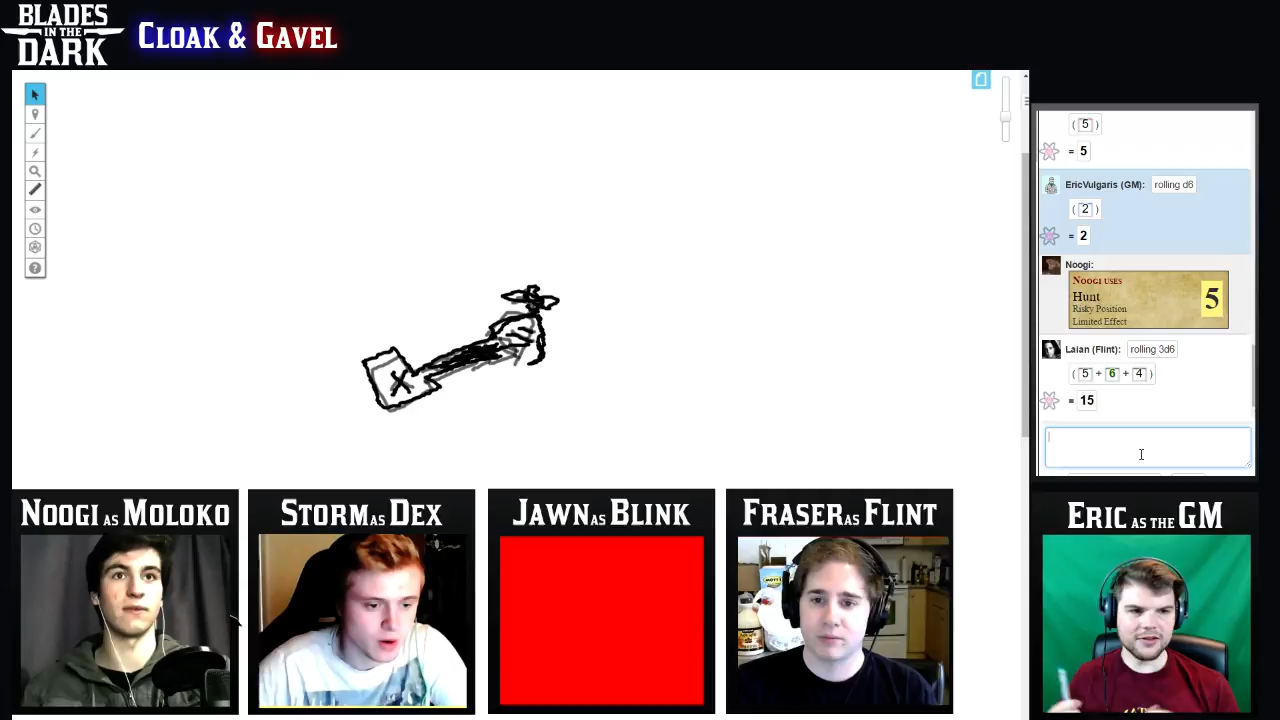 BLADES
IN THE
DARK
CLOAK & GAVEL
(5)
= 5
EricVulgaris (GM): rolling d6
(2)
= 2
Noogi:
NOOGI USES
Hunt
5
Risky Position
Limited Effect
Laian (Flint): rolling 3d6
(5+6+4)
= 15
X
NOOGI AS MOLOKO
STORM AS DEX
JAWN AS BLINK
FRASER AS FLINT
ERIC AS THE GM
MOTT'S